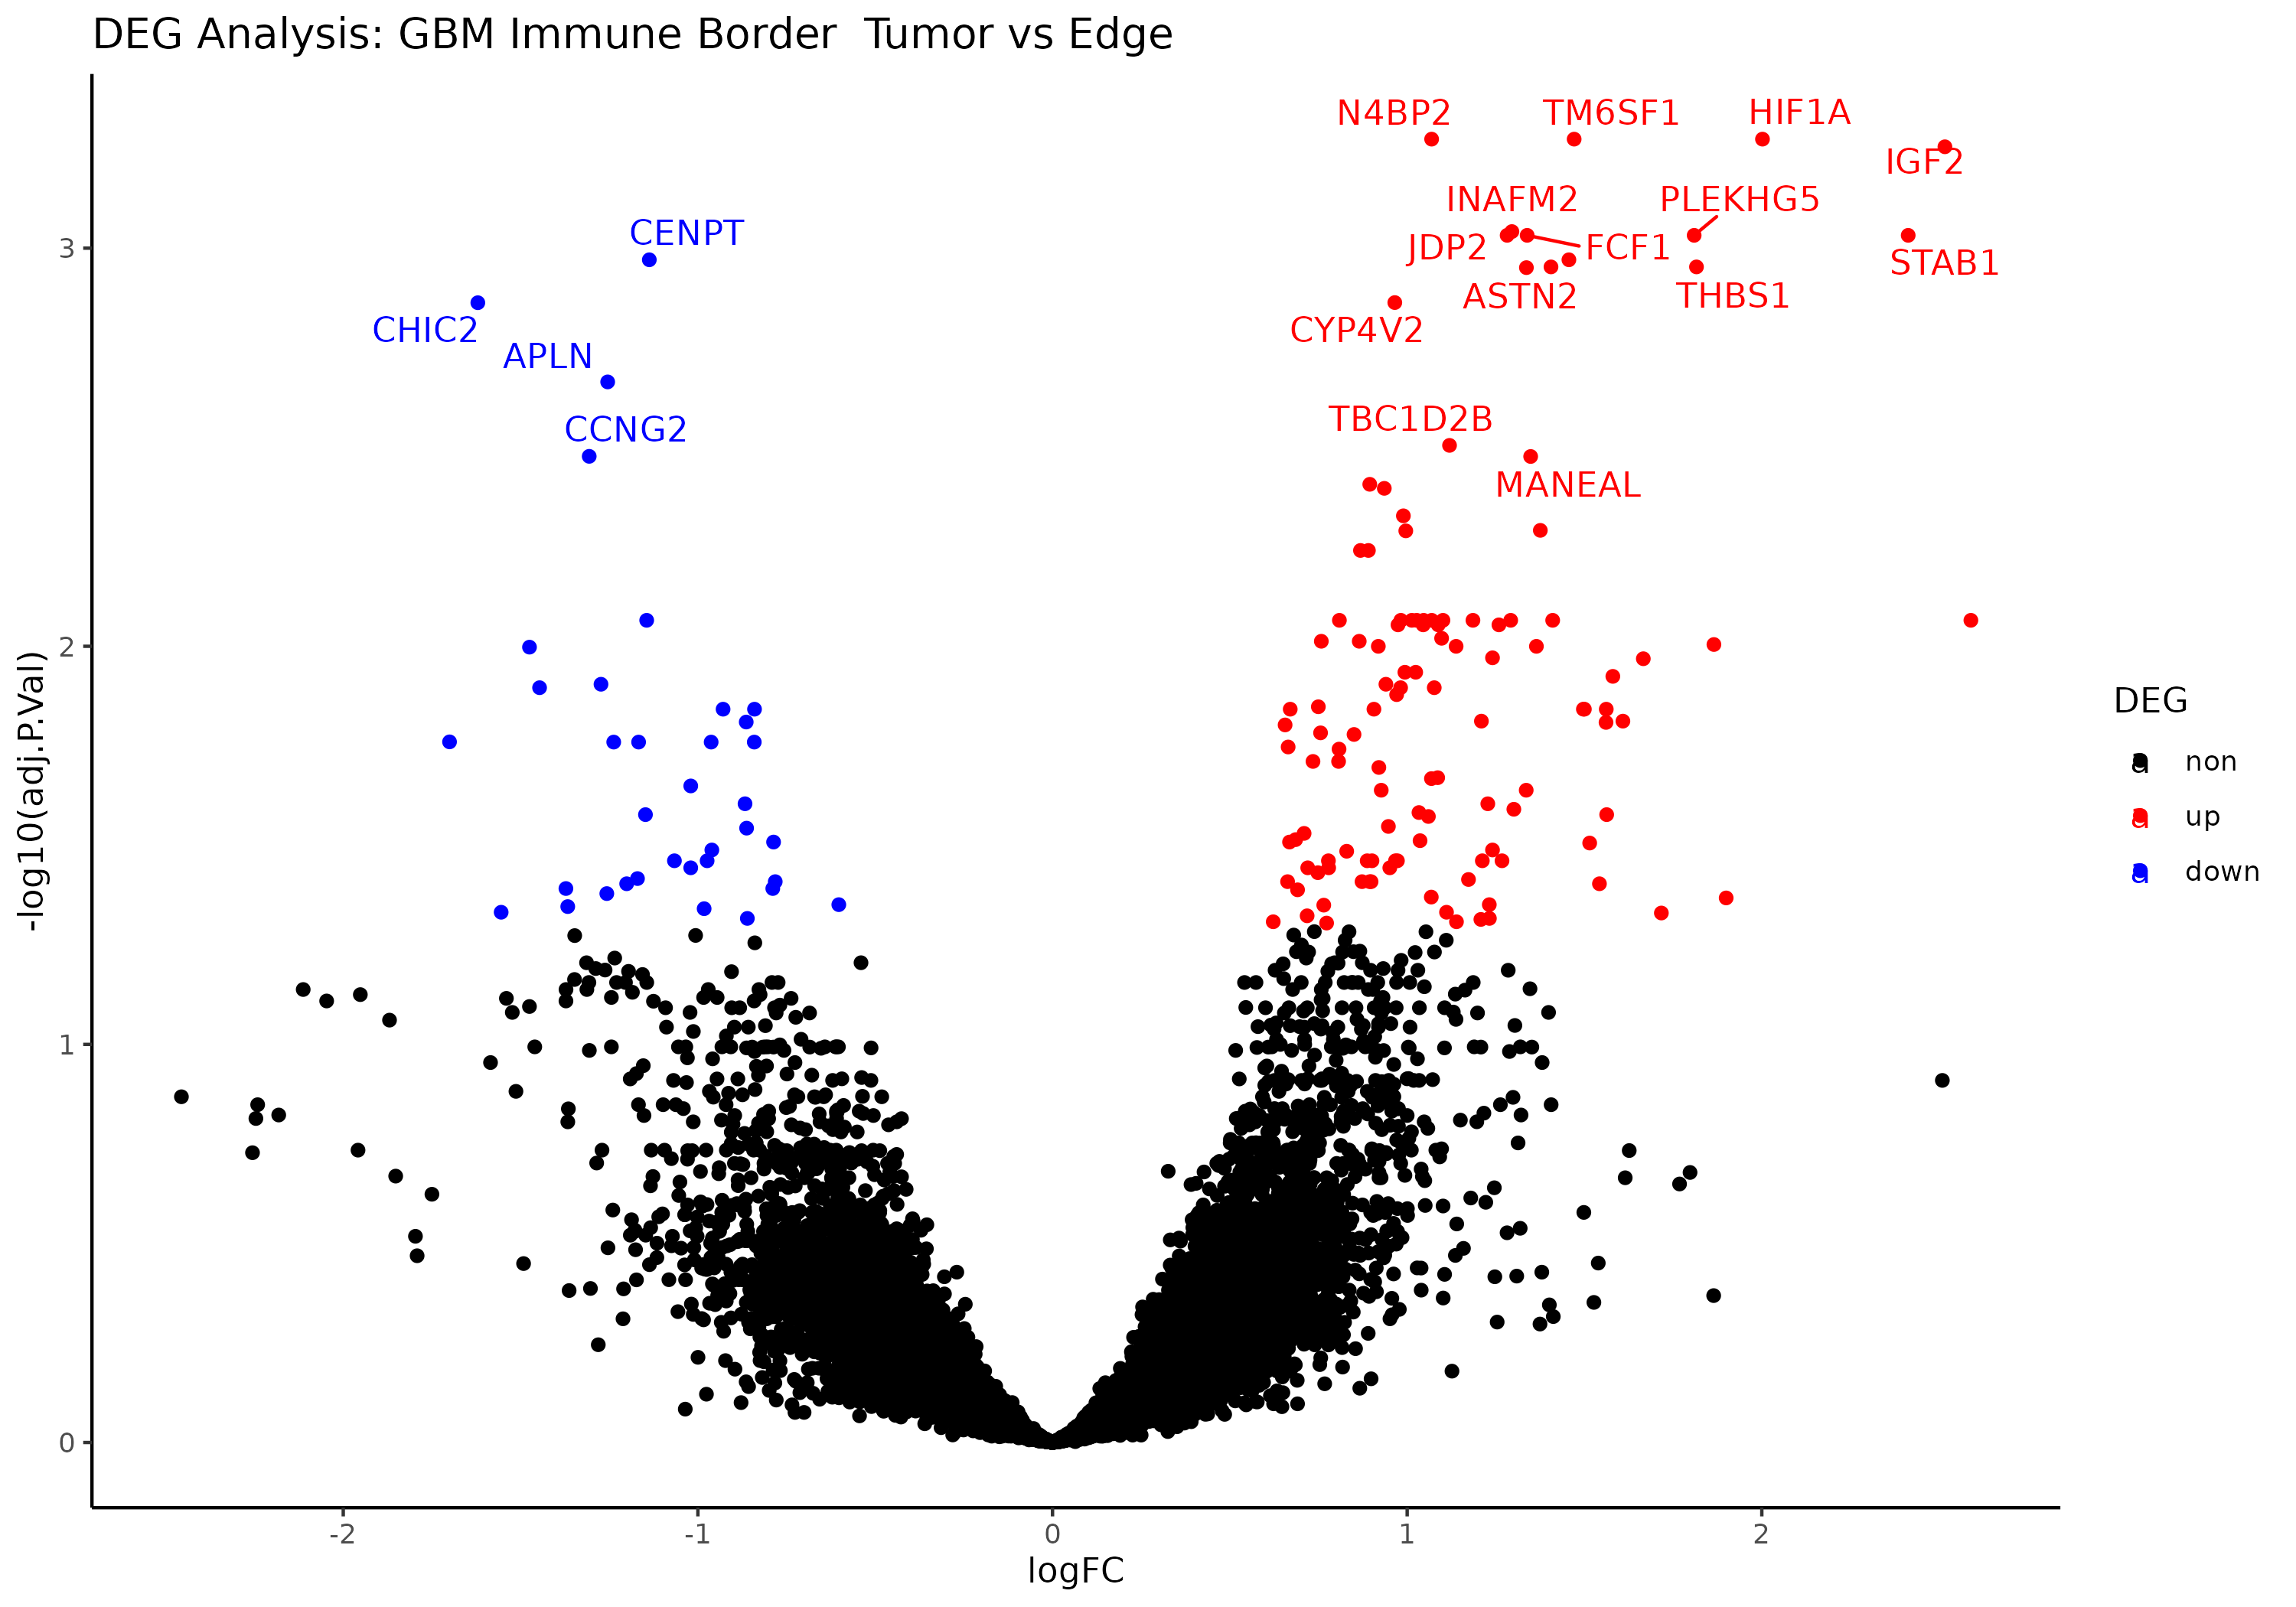 DEG Analysis: GBM Immune Border  Tumor vs Edge
N4BP2 TM6SF1 HIF1A
IGF2
INAFM2 PLEKHG5
CENPT
JDP2 FCF1
STAB1
ASTN2 THBS1
CHIC2 CYP4V2
APLN
TBC1D2B
CCNG2
MANEAL
3
2
1
0
-log10(adj.P.Val)
-2 -1 0 1 2
logFC
DEG
a non
a up
a down